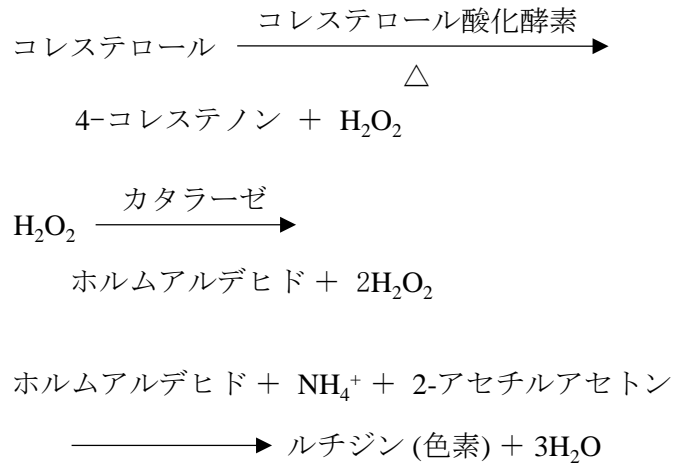 コレステロール酸化酵素
コレステロール
△
4-コレステノン + H₂O₂
カタラーゼ
H₂O₂
ホルムアルデヒド + 2H₂O₂
ホルムアルデヒド + NH₄⁺ + 2-アセチルアセトン
ルチジン (色素) + 3H₂O